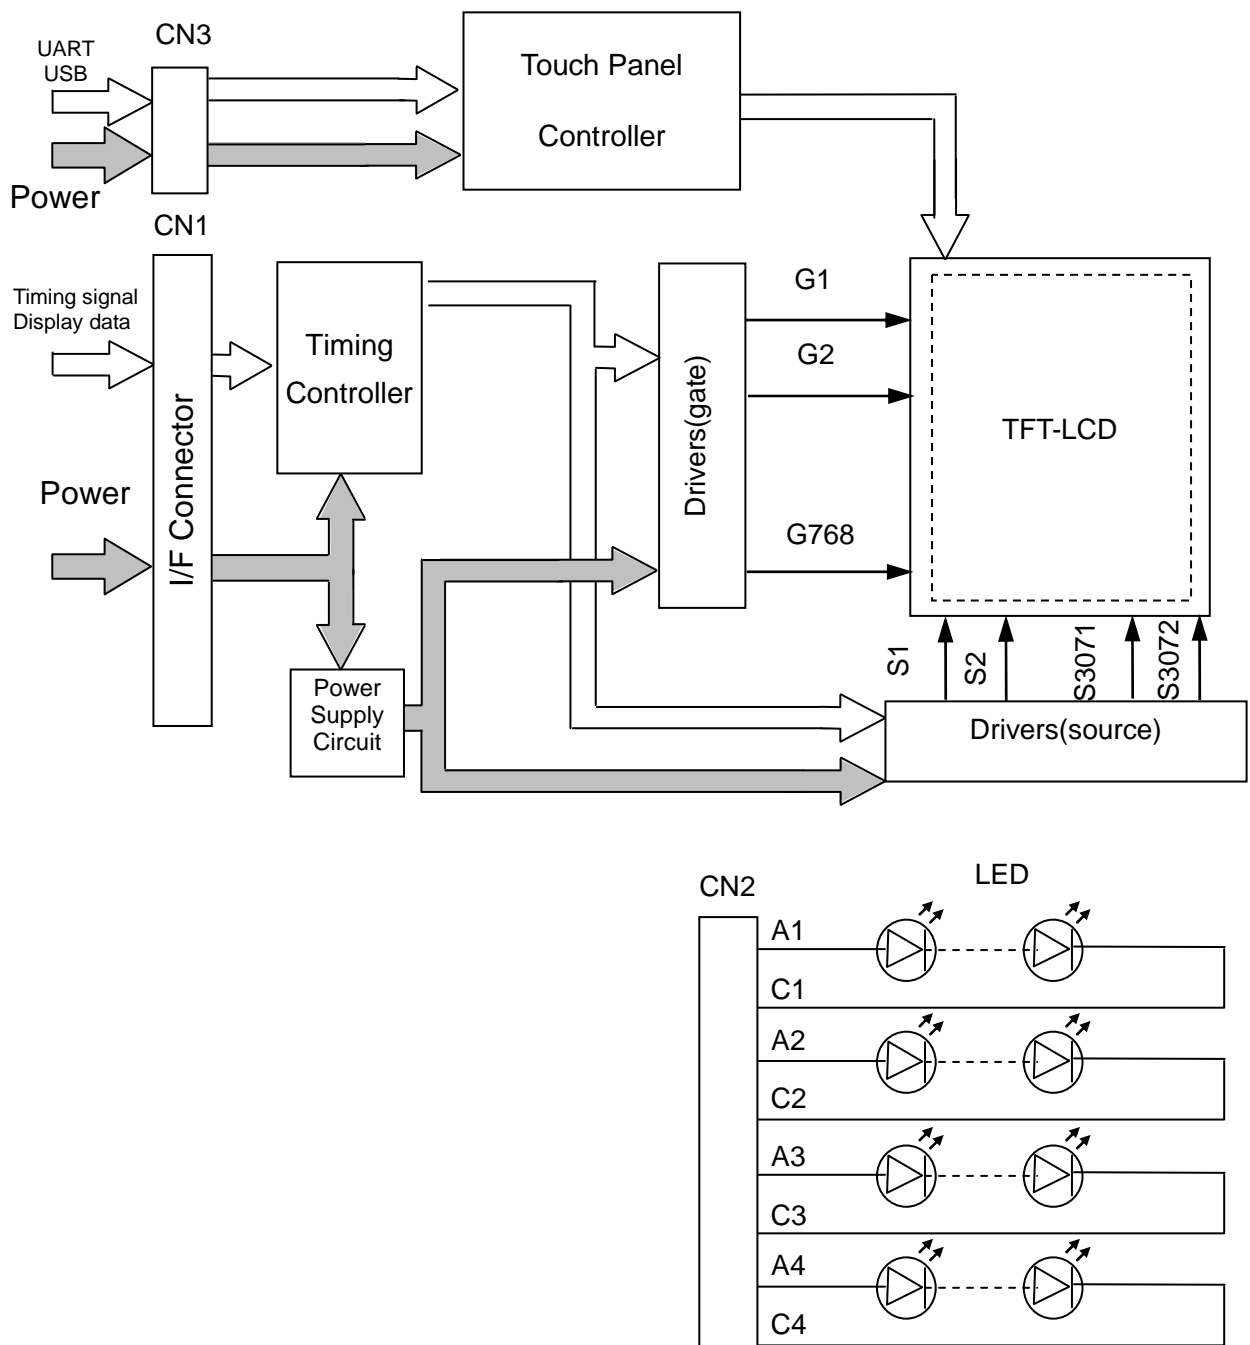 CN3
UART
USB
Power
Touch Panel
Controller
CN1
Timing signal
Display data
Power
I/F Connector
Timing
Controller
Power
Supply
Circuit
Drivers(gate)
G1
G2
G768
TFT-LCD
S1
S2
S3071
S3072
Drivers(source)
CN2
LED
A1
C1
A2
C2
A3
C3
A4
C4